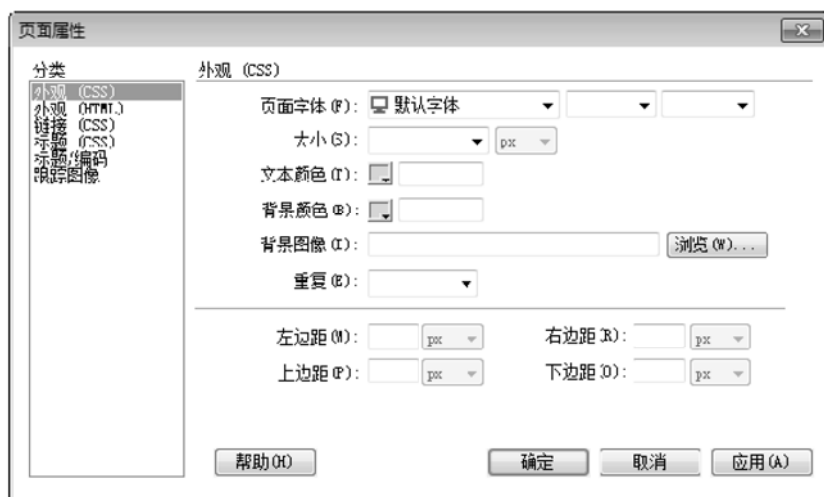 页面属性
分类
外观 (CSS)
外观 (HTML)
链接 (CSS)
标题 (CSS)
标题/编码
跟踪图像
外观 (CSS)
页面字体(F): 默认字体
大小(S): px
文本颜色(T):
背景颜色(B):
背景图像(I): 浏览(W)...
重复(E):
左边距(M): px 右边距(R): px
上边距(P): px 下边距(O): px
帮助(H) 确定 取消 应用(A)